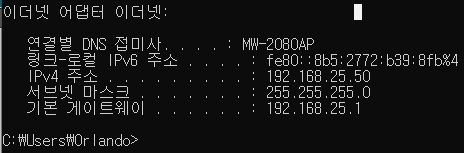 이더넷 어댑터 이더넷:
연결별 DNS 접미사. . . . : MW-2080AP
링크-로컬 IPv6 주소 . . . . : fe80::8b5:2772:b39:8fb%4
IPv4 주소 . . . . . . . . . : 192.168.25.50
서브넷 마스크 . . . . . . . : 255.255.255.0
기본 게이트웨이 . . . . . . : 192.168.25.1
C:₩Users₩Orlando>